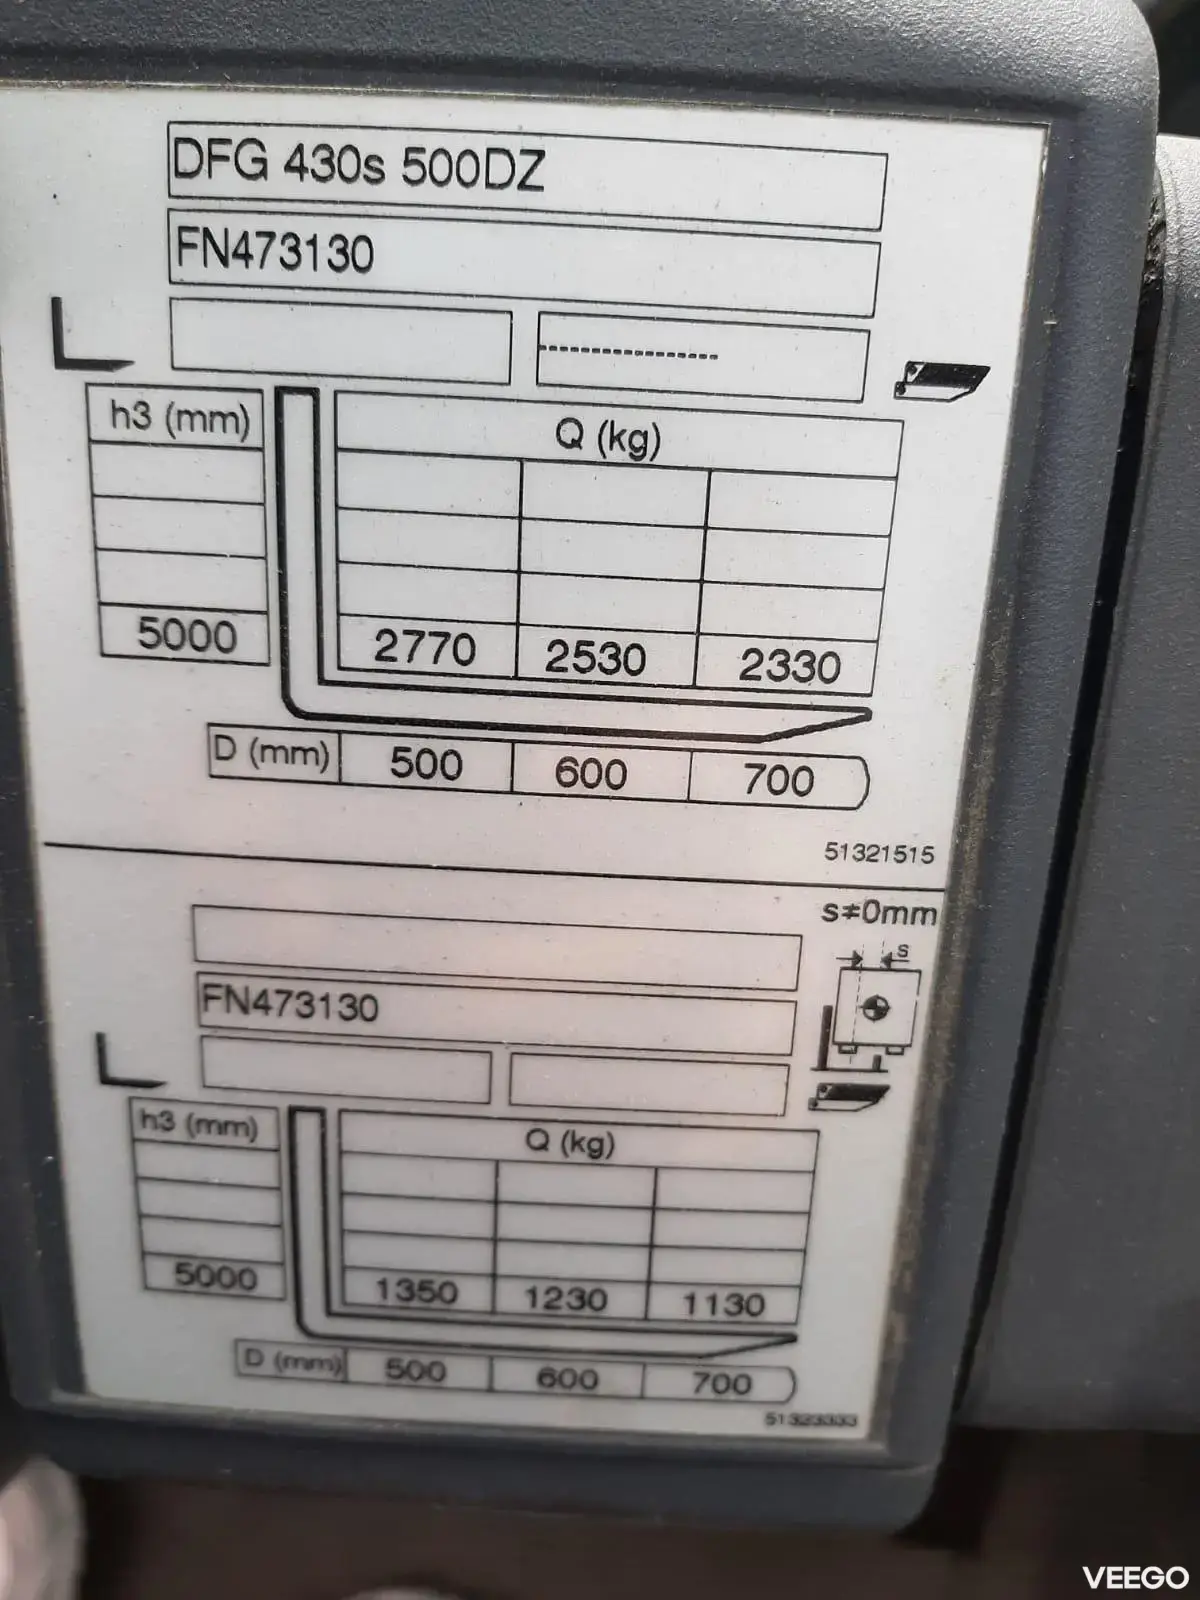 DFG 430s 500DZ
FN473130
h3 (mm)
Q (kg)
5000
2770 2530 2330
D (mm) 500 600 700
51321515
s≠0mm
s
FN473130
h3 (mm)
Q (kg)
5000
1350 1230 1130
D (mm) 500 600 700
51323333
VEEGO